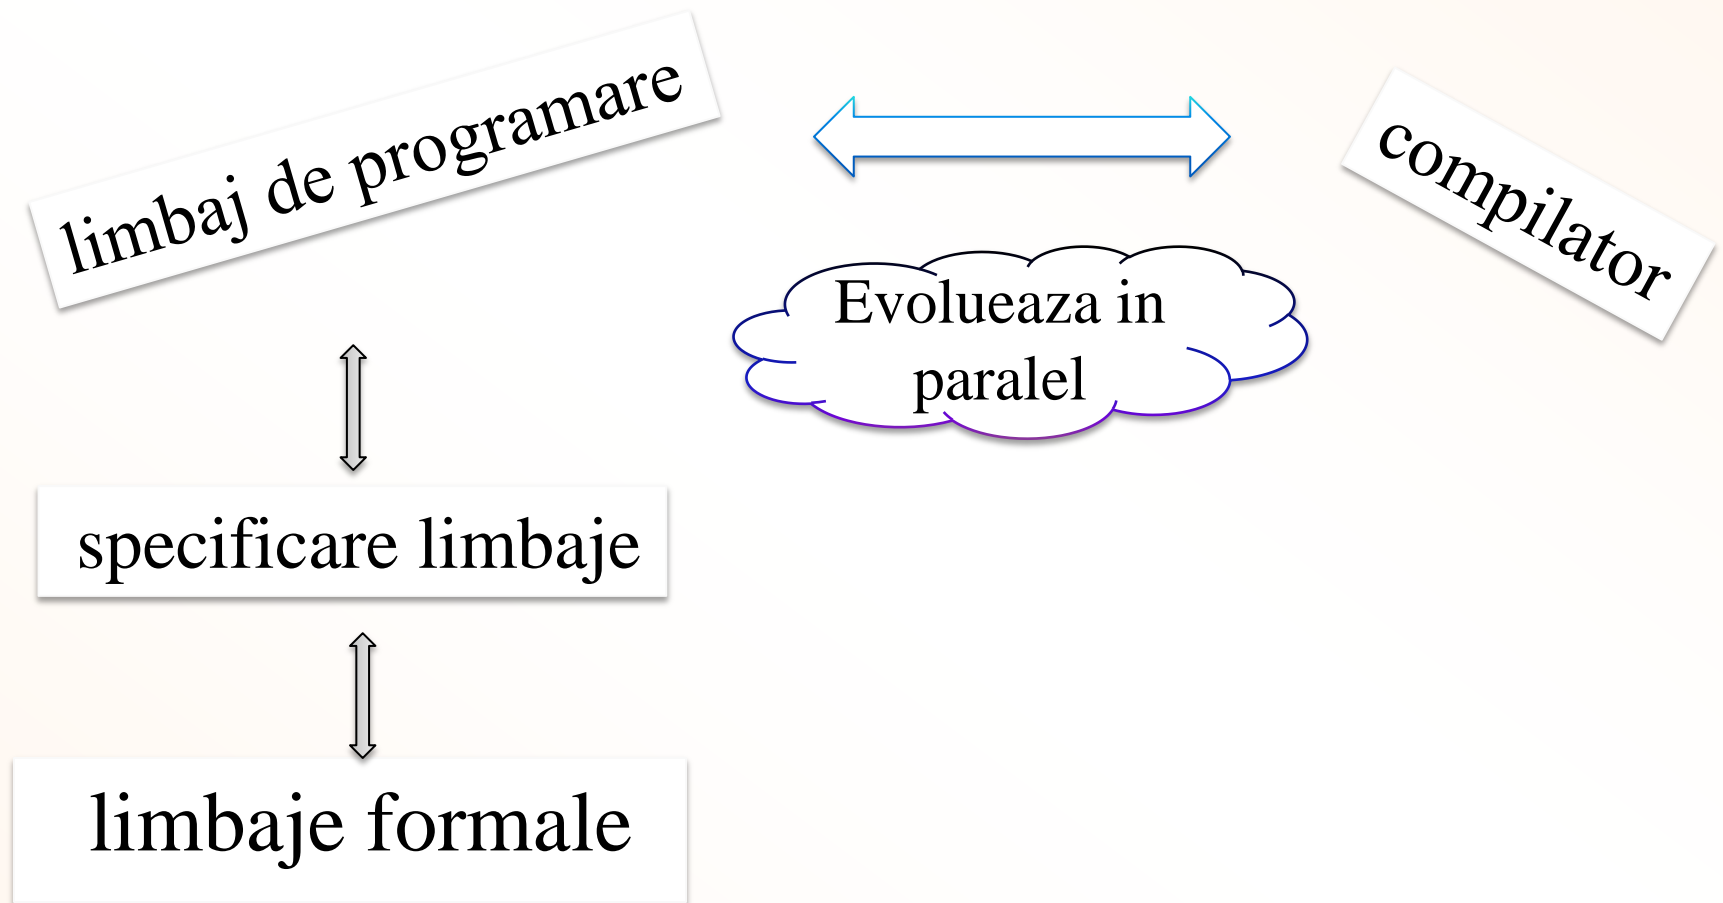 limbaj de programare
compilator
Evolueaza in
paralel
specificare limbaje
limbaje formale